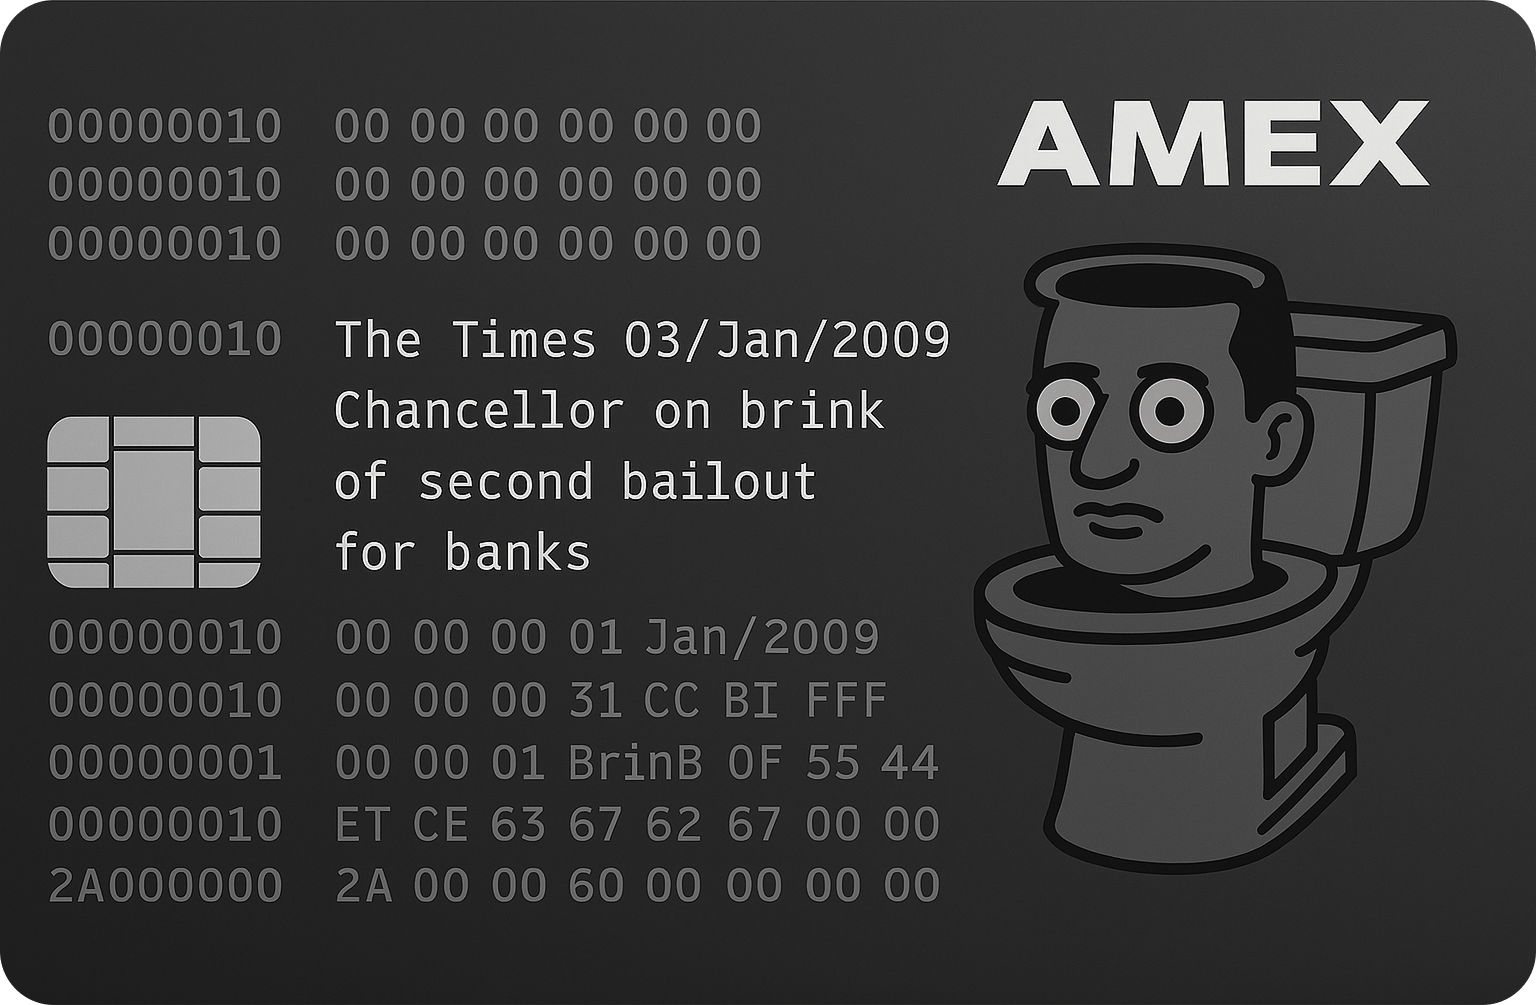 AMEX
00000010 00 00 00 00 00 00
00000010 00 00 00 00 00 00
00000010 00 00 00 00 00 00
00000010 The Times 03/Jan/2009
Chancellor on brink
of second bailout
for banks
00000010 00 00 00 01 Jan/2009
00000010 00 00 00 31 CC BI FFF
00000001 00 00 01 BrinB 0F 55 44
00000010 ET CE 63 67 62 67 00 00
2A000000 2A 00 00 60 00 00 00 00